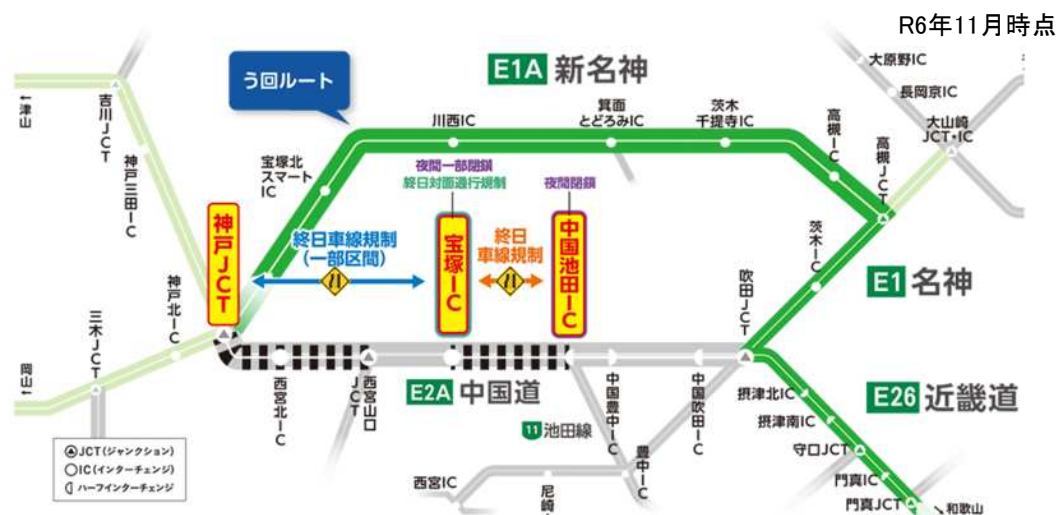 R6年11月時点
う回ルート
E1A 新名神
大原野IC
長岡京IC
大山崎
JCT・IC
←津山
吉川JCT
神戸三田IC
宝塚北
スマート
IC
川西IC
箕面
とどろみIC
茨木
千提寺IC
高槻IC
高槻JCT
夜間一部閉鎖
終日対面通行規制
夜間閉鎖
神戸JCT
終日車線規制
(一部区間)
宝塚IC
終日
車線規制
中国池田IC
茨木IC
E1 名神
吹田JCT
神戸北IC
三木JCT
岡山←
西宮北IC
西宮山口
JCT
E2A 中国道
中国豊中IC
中国吹田IC
摂津北IC
摂津南IC
守口JCT
門真IC
門真JCT
↘和歌山
E26 近畿道
11 池田線
豊中IC
西宮IC
尼崎
JCT(ジャンクション)
IC(インターチェンジ)
ハーフインターチェンジ